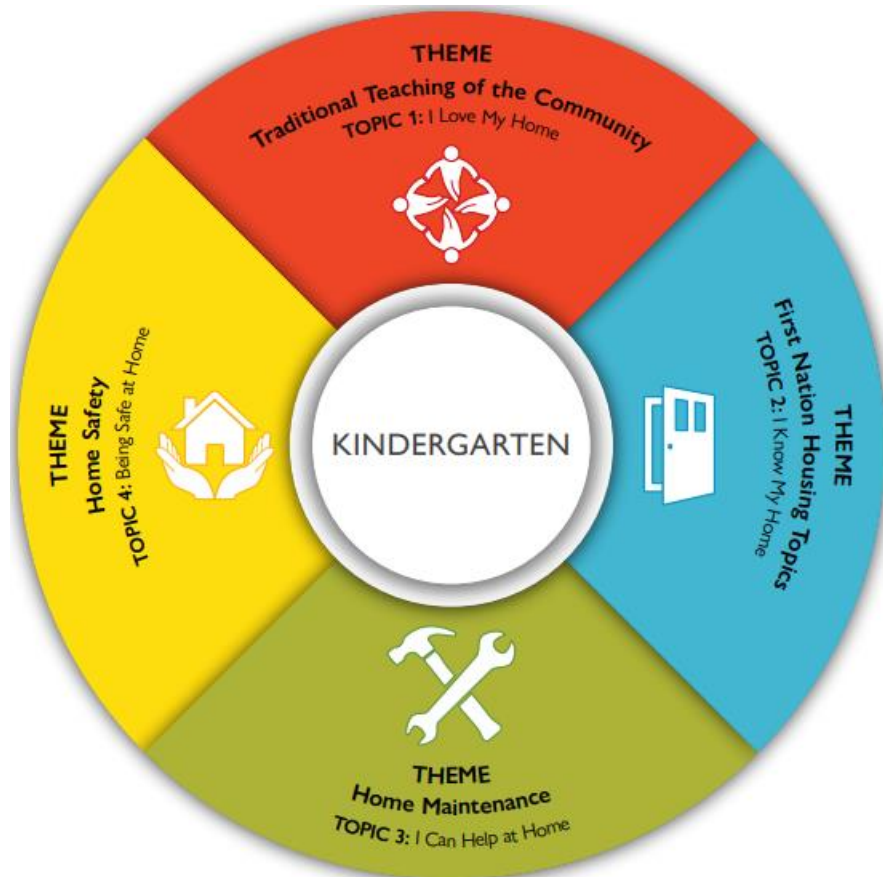 THEME
Traditional Teaching of the Community
TOPIC 1: I Love My Home
THEME
First Nation Housing Topics
TOPIC 2: I Know My Home
THEME
Home Maintenance
TOPIC 3: I Can Help at Home
THEME
Home Safety
TOPIC 4: Being Safe at Home
KINDERGARTEN